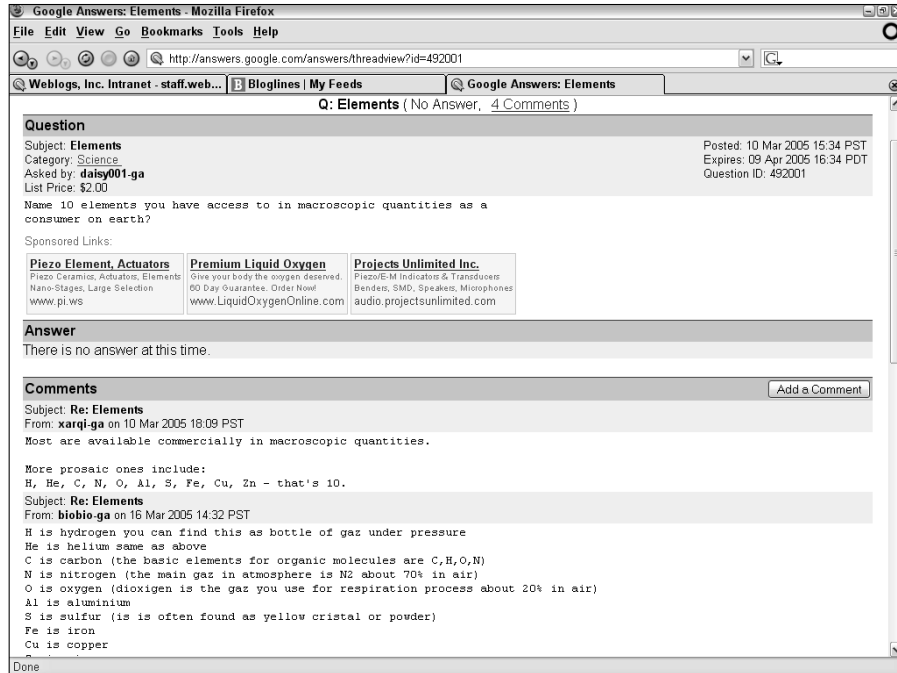 Google Answers: Elements - Mozilla Firefox
File Edit View Go Bookmarks Tools Help
http://answers.google.com/answers/threadview?id=492001
G
Weblogs, Inc. Intranet - staff.web... B Bloglines | My Feeds Google Answers: Elements
Q: Elements ( No Answer, 4 Comments )
Question
Subject: Elements
Category: Science
Asked by: daisy001-ga
List Price: $2.00
Posted: 10 Mar 2005 15:34 PST
Expires: 09 Apr 2005 16:34 PDT
Question ID: 492001
Name 10 elements you have access to in macroscopic quantities as a
consumer on earth?
Sponsored Links:
Piezo Element, Actuators
Piezo Ceramics, Actuators, Elements
Nano-Stages, Large Selection
www.pi.ws
Premium Liquid Oxygen
Give your body the oxygen deserved.
60 Day Guarantee. Order Now!
www.LiquidOxygenOnline.com
Projects Unlimited Inc.
Piezo/E-M Indicators & Transducers
Benders, SMD, Speakers, Microphones
audio.projectsunlimited.com
Answer
There is no answer at this time.
Comments
Add a Comment
Subject: Re: Elements
From: xarqi-ga on 10 Mar 2005 18:09 PST
Most are available commercially in macroscopic quantities.
More prosaic ones include:
H, He, C, N, O, Al, S, Fe, Cu, Zn - that's 10.
Subject: Re: Elements
From: biobio-ga on 16 Mar 2005 14:32 PST
H is hydrogen you can find this as bottle of gaz under pressure
He is helium same as above
C is carbon (the basic elements for organic molecules are C,H,O,N)
N is nitrogen (the main gaz in atmosphere is N2 about 70% in air)
O is oxygen (dioxigen is the gaz you use for respiration process about 20% in air)
Al is aluminium
S is sulfur (is is often found as yellow cristal or powder)
Fe is iron
Cu is copper
Done